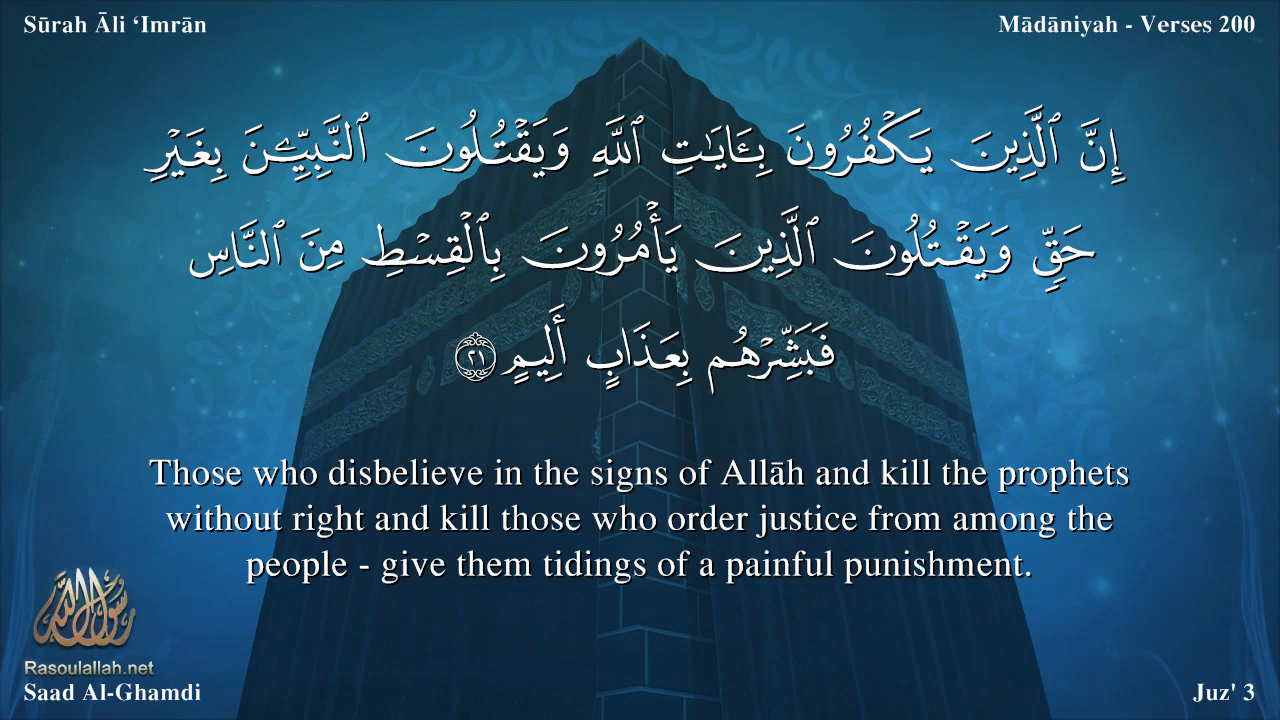 Sūrah Āli ‘Imrān
Mādāniyah - Verses 200
إِنَّ ٱلَّذِينَ يَكْفُرُونَ بِـَٔايَـٰتِ ٱللَّهِ وَيَقْتُلُونَ ٱلنَّبِيِّـۧنَ بِغَيْرِ
حَقٍّ وَيَقْتُلُونَ ٱلَّذِينَ يَأْمُرُونَ بِٱلْقِسْطِ مِنَ ٱلنَّاسِ
فَبَشِّرْهُم بِعَذَابٍ أَلِيمٍ ٢١
Those who disbelieve in the signs of Allāh and kill the prophets
without right and kill those who order justice from among the
people - give them tidings of a painful punishment.
رسول الله
Rasoulallah.net
Saad Al-Ghamdi
Juz' 3